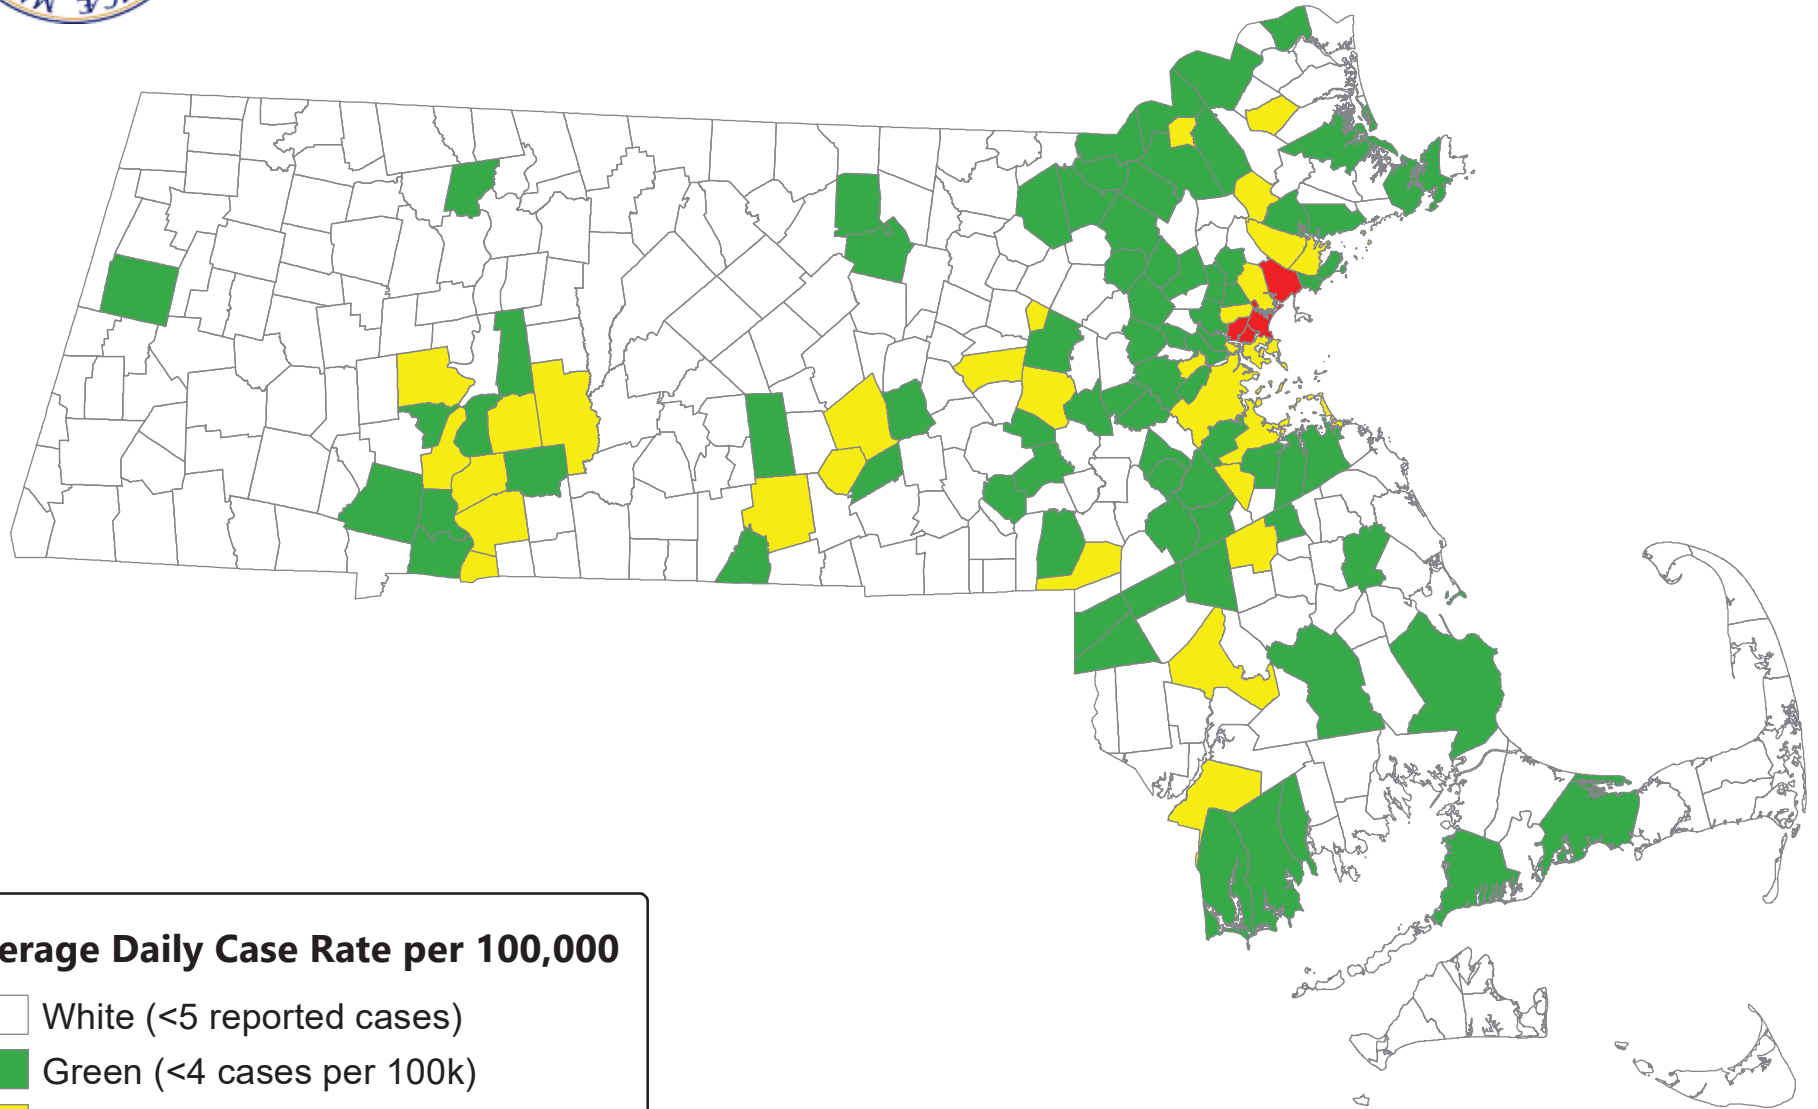 erage Daily Case Rate per 100,000
White (<5 reported cases)
Green (<4 cases per 100k)